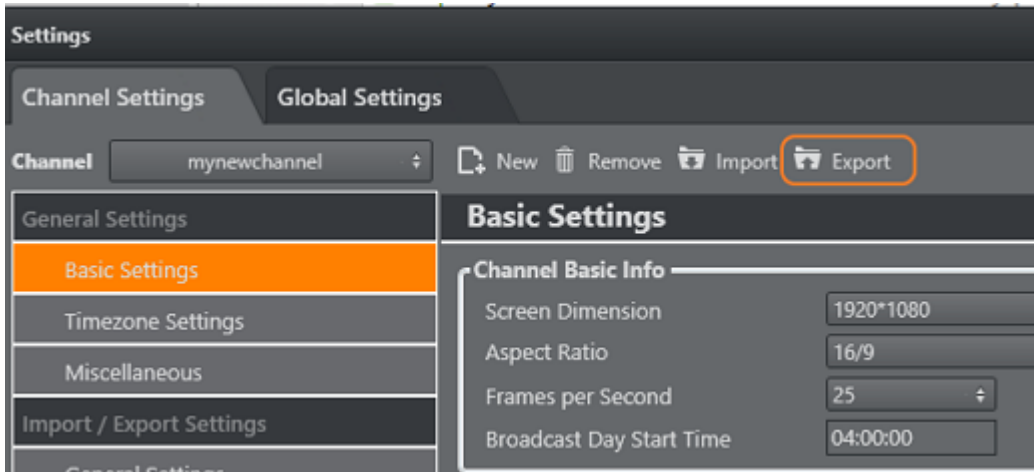 Settings
Channel Settings Global Settings
Channel mynewchannel New Remove Import Export
General Settings
Basic Settings
Timezone Settings
Miscellaneous
Import / Export Settings
Basic Settings
Channel Basic Info
Screen Dimension 1920*1080
Aspect Ratio 16/9
Frames per Second 25
Broadcast Day Start Time 04:00:00